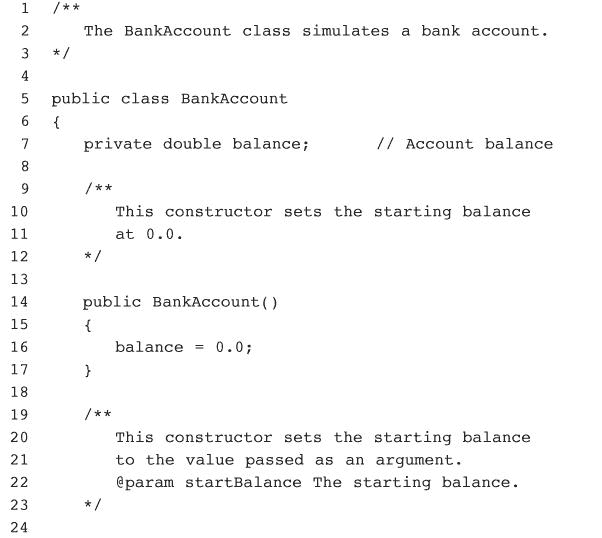 1 /**
2    The BankAccount class simulates a bank account.
3 */
4
5 public class BankAccount
6 {
7    private double balance;       // Account balance
8
9    /**
10       This constructor sets the starting balance
11       at 0.0.
12    */
13
14    public BankAccount()
15    {
16       balance = 0.0;
17    }
18
19    /**
20       This constructor sets the starting balance
21       to the value passed as an argument.
22       @param startBalance The starting balance.
23    */
24